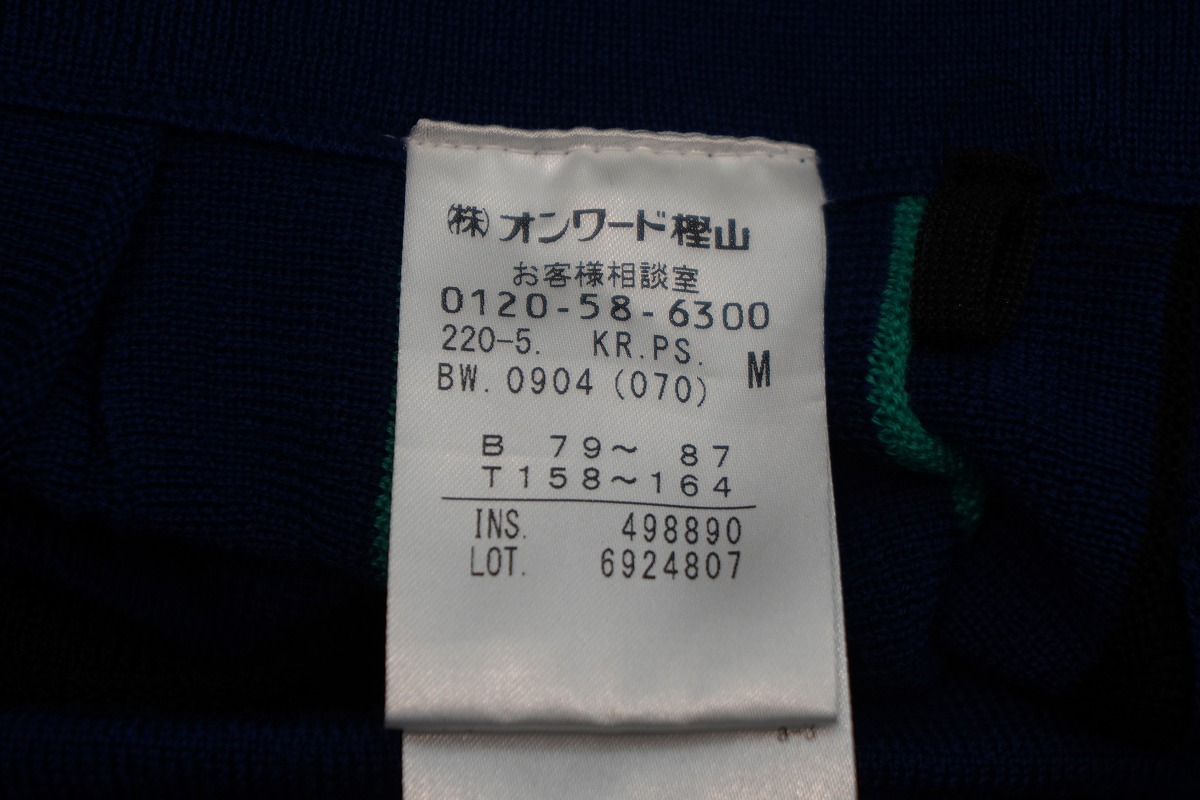 (株)オンワード樫山
お客様相談室
0120-58-6300
220-5. KR.PS. M
BW. 0904 (070)
B 79～ 87
T158～164
INS. 498890
LOT. 6924807